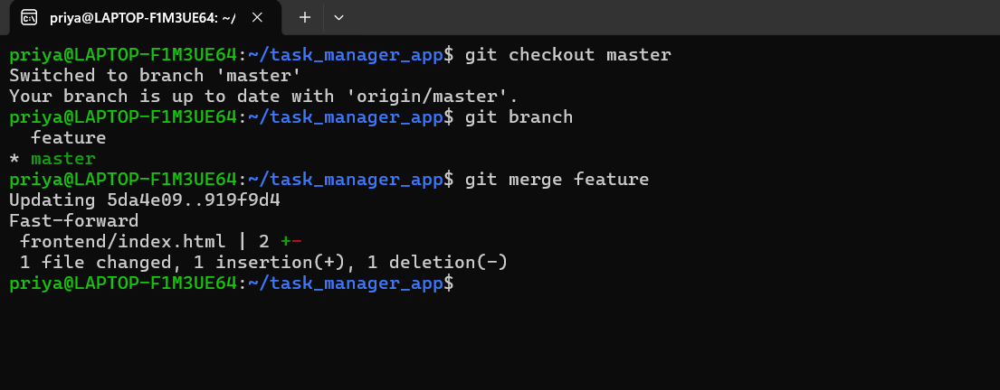 priya@LAPTOP-F1M3UE64: ~/
priya@LAPTOP-F1M3UE64:~/task_manager_app$ git checkout master
Switched to branch 'master'
Your branch is up to date with 'origin/master'.
priya@LAPTOP-F1M3UE64:~/task_manager_app$ git branch
  feature
* master
priya@LAPTOP-F1M3UE64:~/task_manager_app$ git merge feature
Updating 5da4e09..919f9d4
Fast-forward
 frontend/index.html | 2 +-
 1 file changed, 1 insertion(+), 1 deletion(-)
priya@LAPTOP-F1M3UE64:~/task_manager_app$